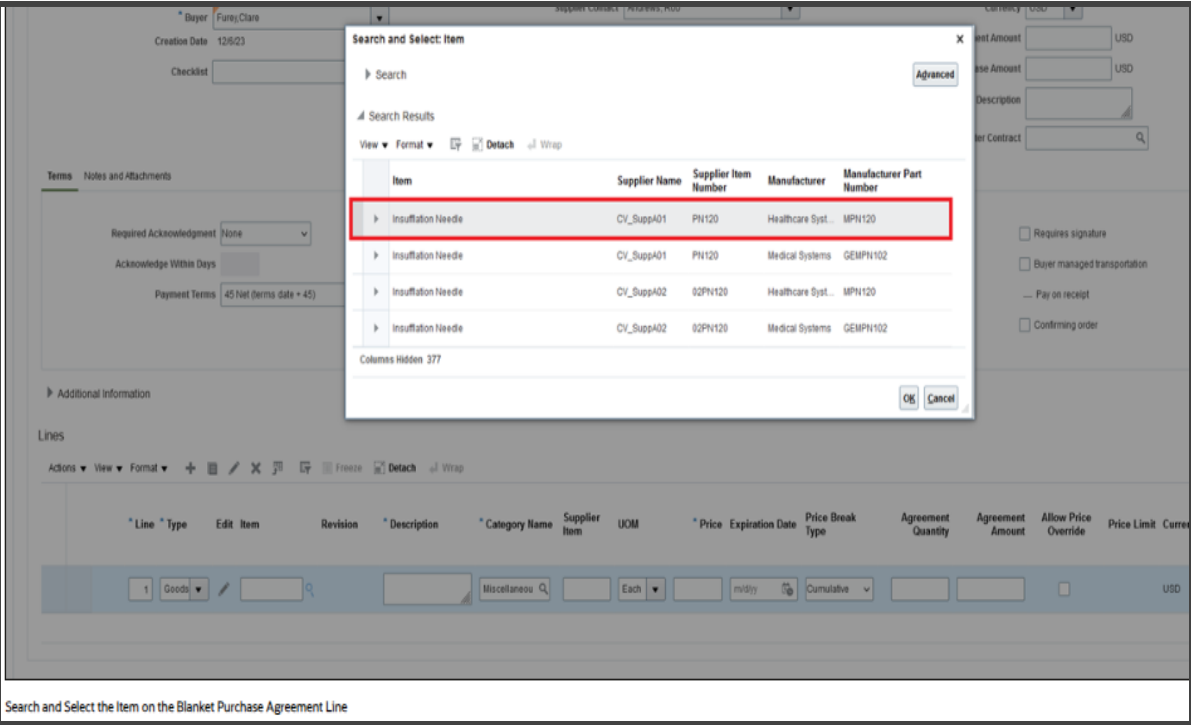 Buyer Furey,Clare
Supplier Contact Andrews, Rob
Currency USD
Creation Date 12/6/23
Checklist
ent Amount USD
ase Amount USD
Description
ter Contract
Search and Select: Item x
Search
Advanced
Search Results
View Format Detach Wrap
Item Supplier Name Supplier Item Number Manufacturer Manufacturer Part Number
Insufflation Needle CV_SuppA01 PN120 Healthcare Syst... MPN120
Insufflation Needle CV_SuppA01 PN120 Medical Systems GEMPN102
Insufflation Needle CV_SuppA02 02PN120 Healthcare Syst... MPN120
Insufflation Needle CV_SuppA02 02PN120 Medical Systems GEMPN102
Columns Hidden 377
OK Cancel
Terms Notes and Attachments
Required Acknowledgment None
Acknowledge Within Days
Payment Terms 45 Net (terms date + 45)
Requires signature
Buyer managed transportation
Pay on receipt
Confirming order
Additional Information
Lines
Actions View Format Freeze Detach Wrap
* Line * Type Edit Item Revision * Description * Category Name Supplier Item UOM * Price Expiration Date Price Break Type Agreement Quantity Agreement Amount Allow Price Override Price Limit Curre
1 Goods Miscellaneou Each m/d/yy Cumulative USD
Search and Select the Item on the Blanket Purchase Agreement Line